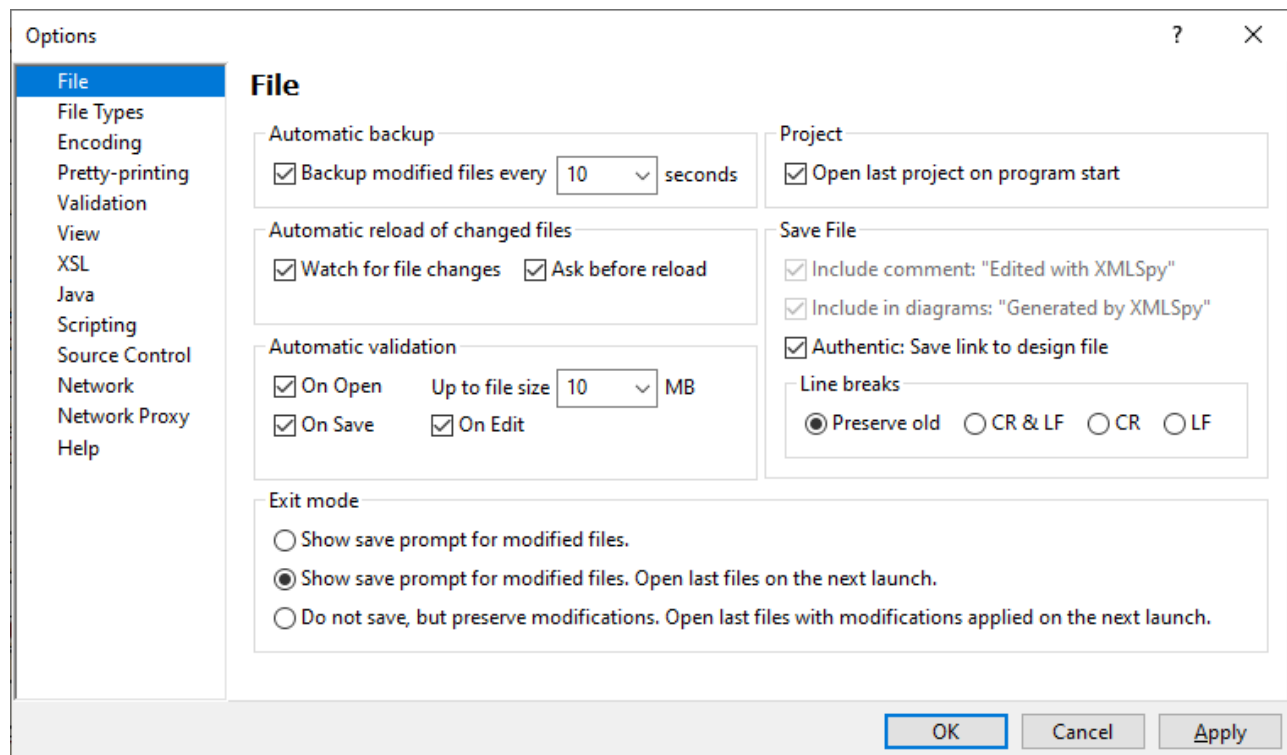 Options
File
File Types
Encoding
Pretty-printing
Validation
View
XSL
Java
Scripting
Source Control
Network
Network Proxy
Help
File
Automatic backup
Backup modified files every 10 seconds
Project
Open last project on program start
Automatic reload of changed files
Watch for file changes Ask before reload
Save File
Include comment: "Edited with XMLSpy"
Include in diagrams: "Generated by XMLSpy"
Authentic: Save link to design file
Line breaks
Preserve old CR & LF CR LF
Automatic validation
On Open Up to file size 10 MB
On Save On Edit
Exit mode
Show save prompt for modified files.
Show save prompt for modified files. Open last files on the next launch.
Do not save, but preserve modifications. Open last files with modifications applied on the next launch.
OK Cancel Apply